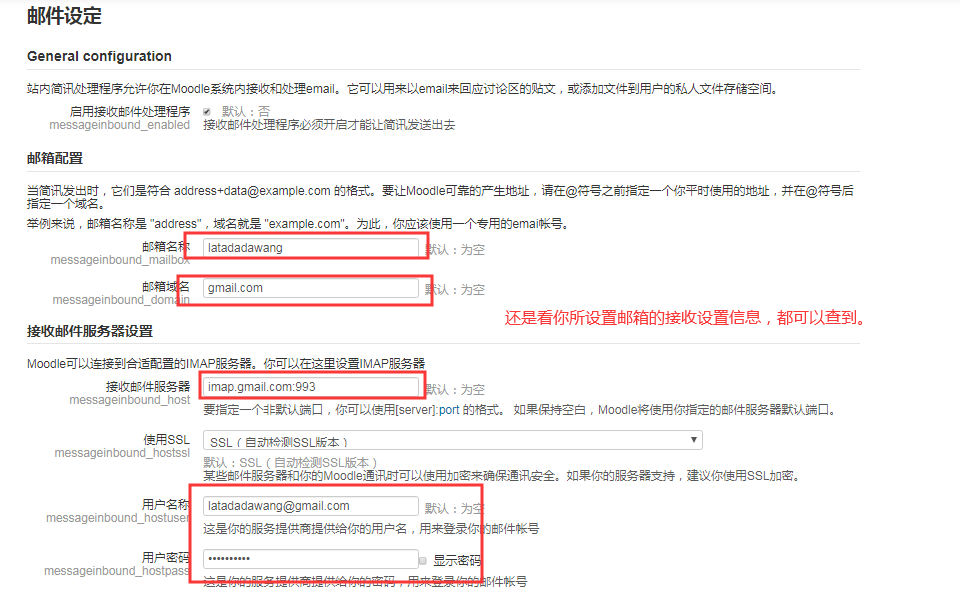 邮件设定
General configuration
站内简讯处理程序允许你在Moodle系统内接收和处理email。它可以用来以email来回应讨论区的贴文，或添加文件到用户的私人文件存储空间。
启用接收邮件处理程序 默认：否
messageinbound_enabled 接收邮件处理程序必须开启才能让简讯发送出去
邮箱配置
当简讯发出时，它们是符合 address+data@example.com 的格式。要让Moodle可靠的产生地址，请在@符号之前指定一个你平时使用的地址，并在@符号后
指定一个域名。
举例来说，邮箱名称是 "address"，域名就是 "example.com"。为此，你应该使用一个专用的emai帐号。
邮箱名称 latadadawang 默认：为空
messageinbound_mailbox
邮箱域名 gmail.com 默认：为空
messageinbound_domain
还是看你所设置邮箱的接收设置信息，都可以查到。
接收邮件服务器设置
Moodle可以连接到合适配置的IMAP服务器。你可以在这里设置IMAP服务器
接收邮件服务器 imap.gmail.com:993 默认：为空
messageinbound_host
要指定一个非默认端口，你可以使用[server]:port 的格式。 如果保持空白，Moodle将使用你指定的邮件服务器默认端口。
使用SSL SSL（自动检测SSL版本）
messageinbound_hostssl
默认：SSL（自动检测SSL版本）
某些邮件服务器和你的Moodle通讯时可以使用加密来确保通讯安全。如果你的服务器支持，建议你使用SSL加密。
用户名称 latadadawang@gmail.com 默认：为空
messageinbound_hostuser
这是你的服务提供商提供给你的用户名，用来登录你的邮件帐号
用户密码 •••••••••• 显示密码
messageinbound_hostpass
这是你的服务提供商提供给你的密码，用来登录你的邮件帐号